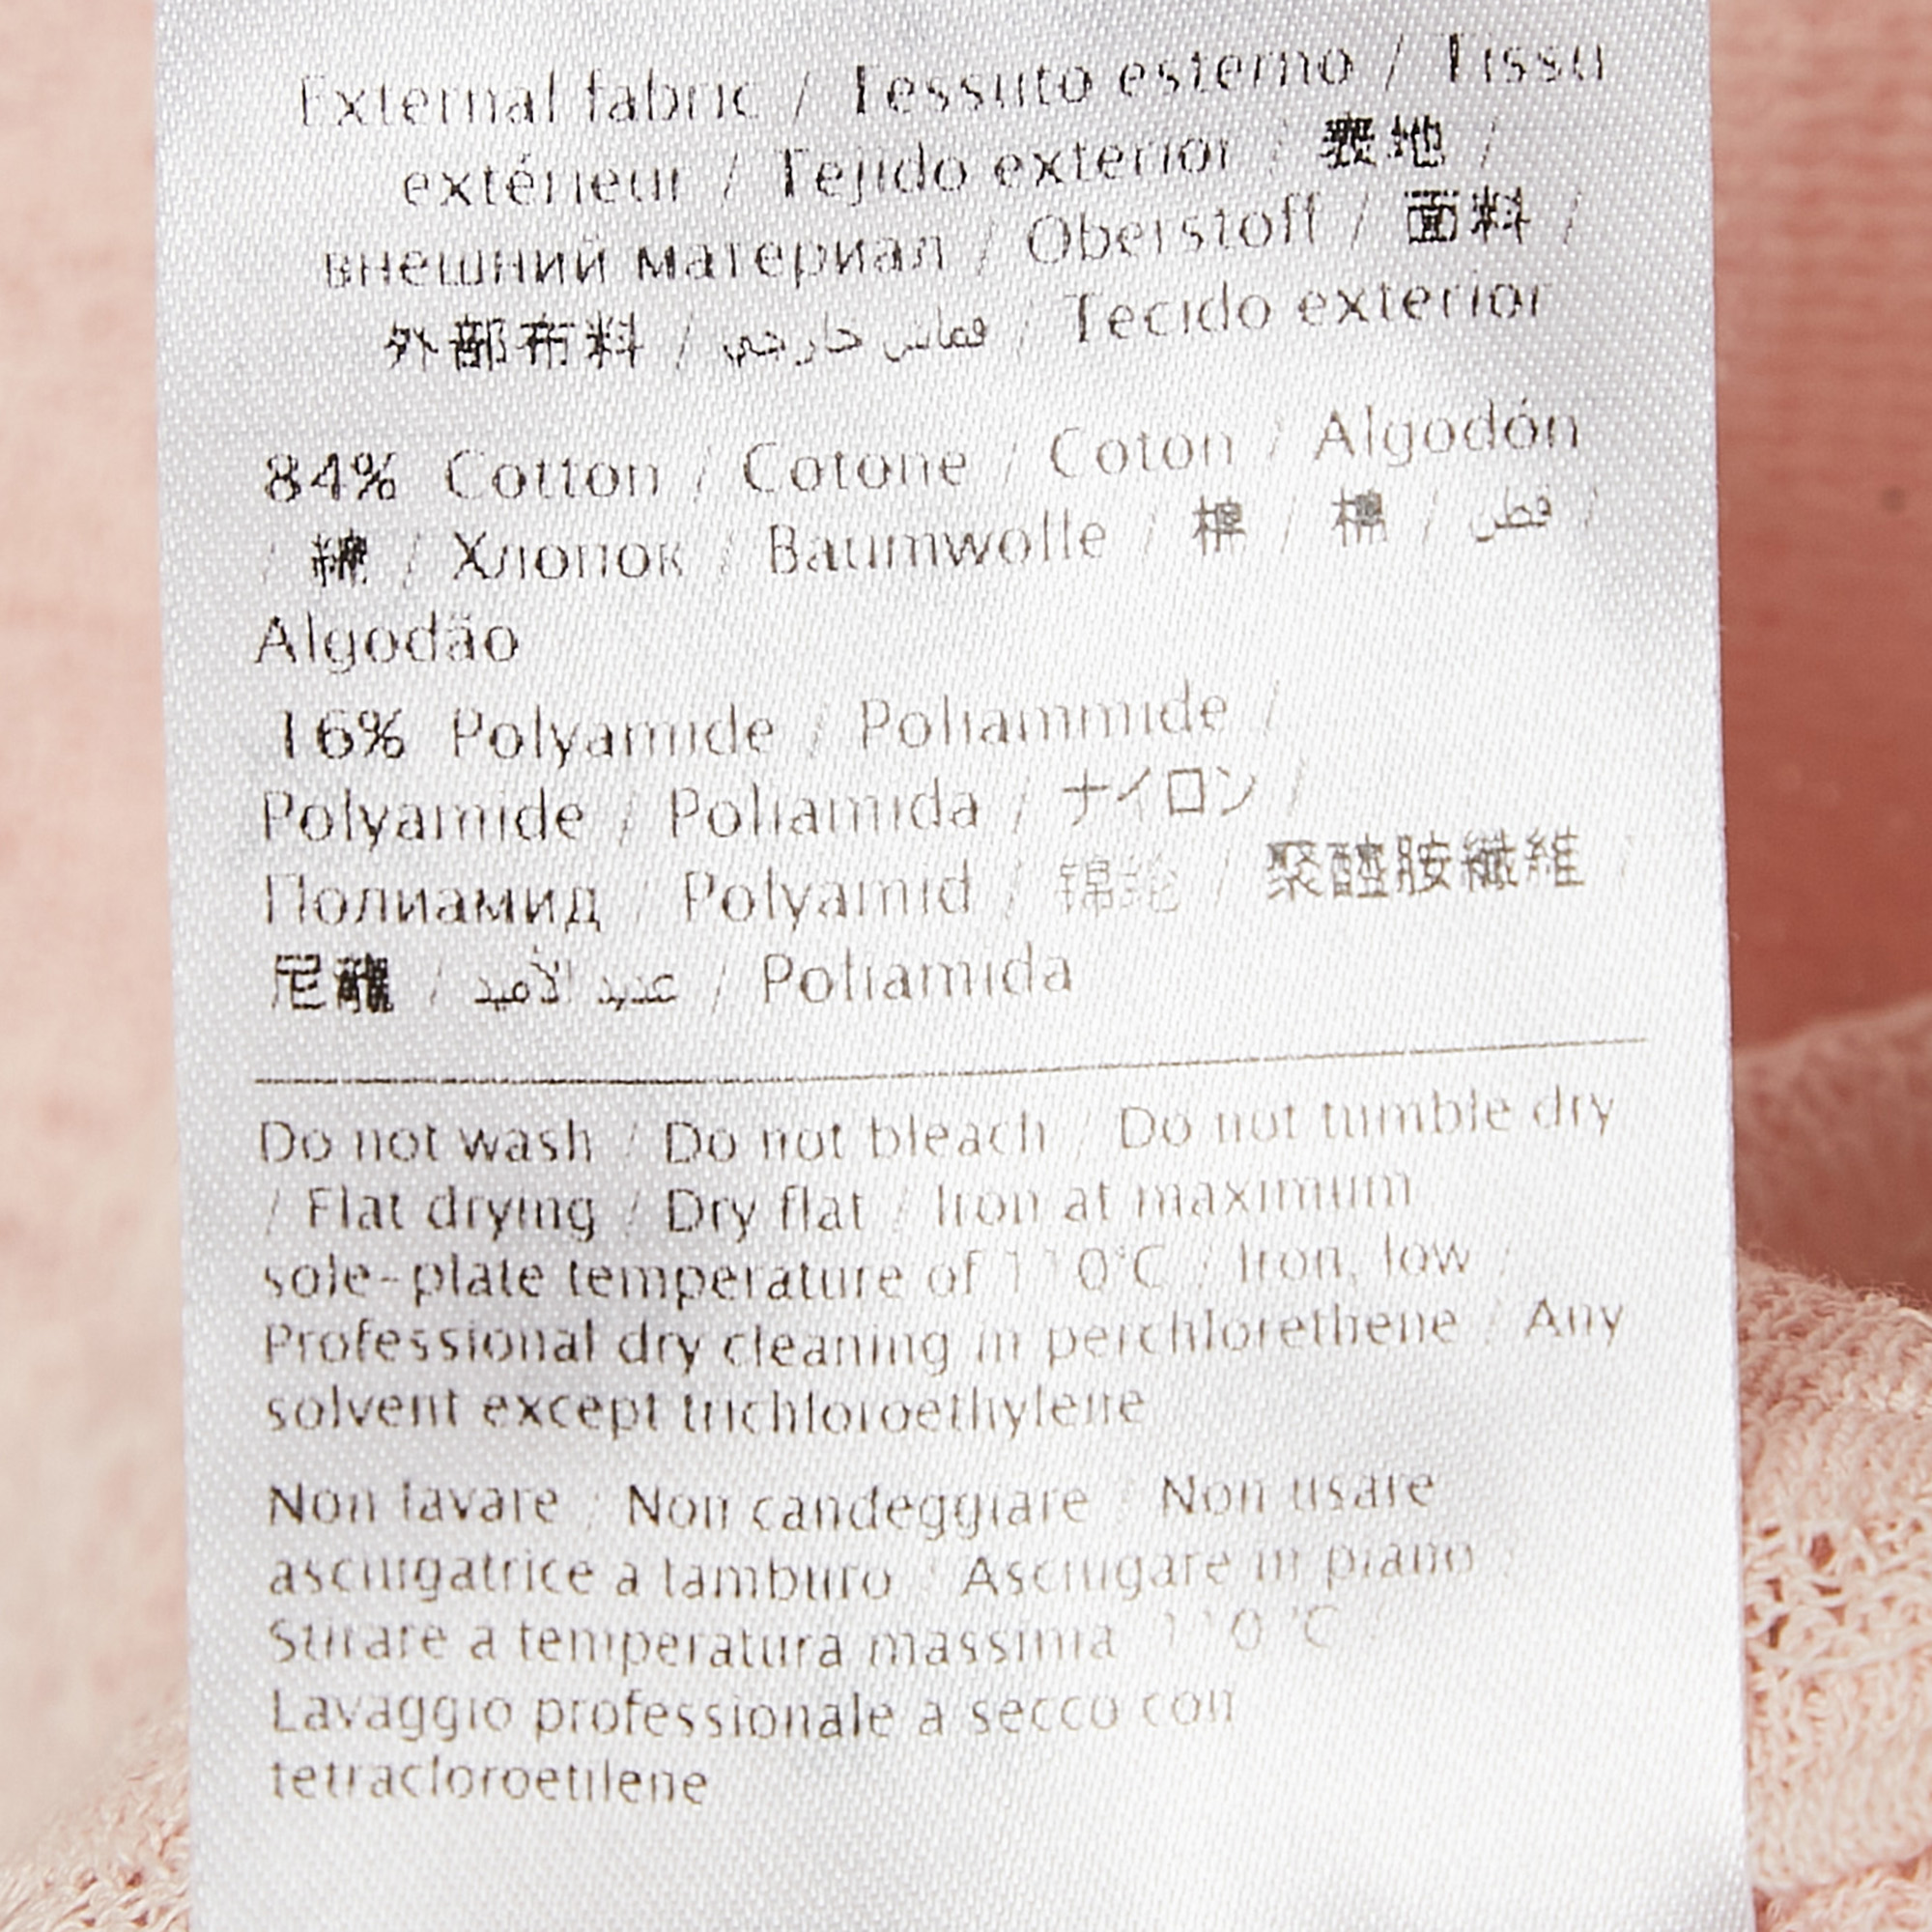 External fabric / Tessuto esterno / Tissu
extérieur / Tejido exterior / 表地 /
внешний материал / Oberstoff / 面料 /
外部布料 / قماش خارجي / Tecido exterior
84% Cotton / Cotone / Coton / Algodón
/ 綿 / Хлопок / Baumwolle / 棉 / 棉 / قطن /
Algodão
16% Polyamide / Poliammide /
Polyamide / Poliamida / ナイロン /
Полиамид / Polyamid / 锦纶 / 聚醯胺纖維 /
尼龍 / عديد الأميد / Poliamida
Do not wash / Do not bleach / Do not tumble dry
/ Flat drying / Dry flat / Iron at maximum
sole-plate temperature of 110°C / Iron, low /
Professional dry cleaning in perchlorethene / Any
solvent except trichloroethylene
Non lavare / Non candeggiare / Non usare
asciugatrice a tamburo / Asciugare in piano /
Stirare a temperatura massima 110 °C /
Lavaggio professionale a secco con
tetracloroetilene